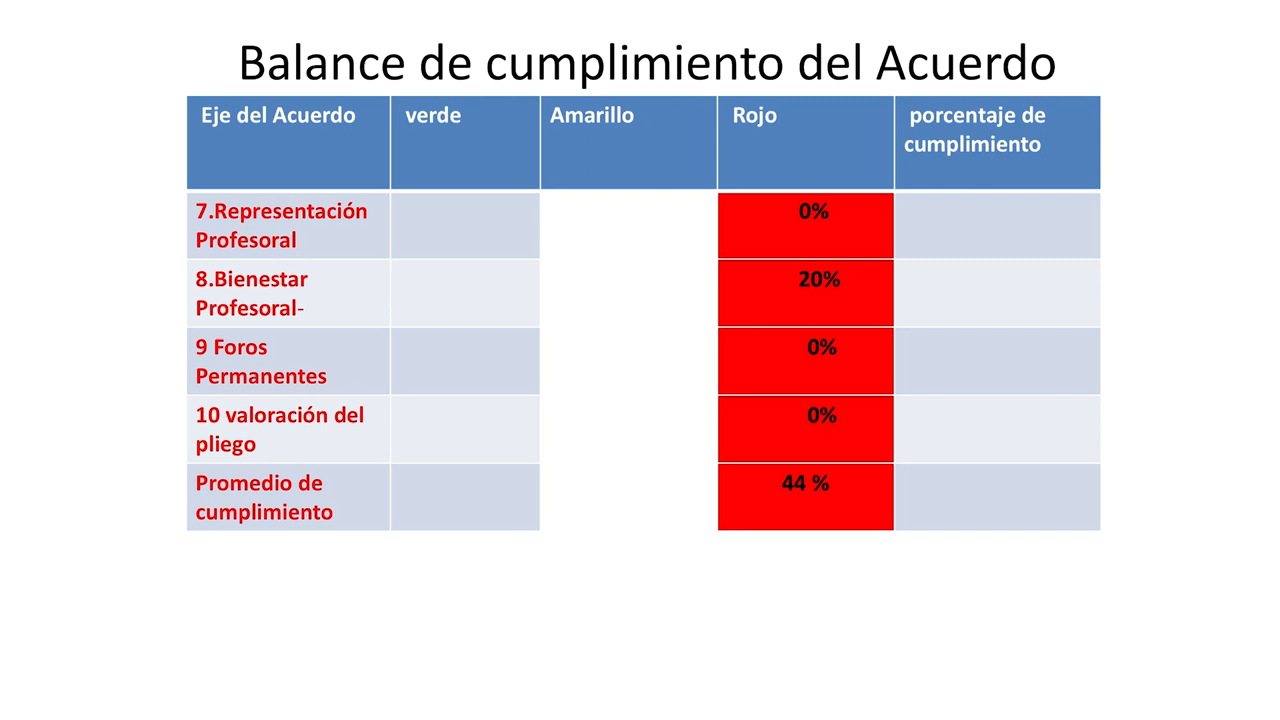 Balance de cumplimiento del Acuerdo
Eje del Acuerdo verde Amarillo Rojo porcentaje de
cumplimiento
7.Representación 0%
Profesoral
8.Bienestar 20%
Profesoral-
9 Foros 0%
Permanentes
10 valoración del 0%
pliego
Promedio de 44 %
cumplimiento